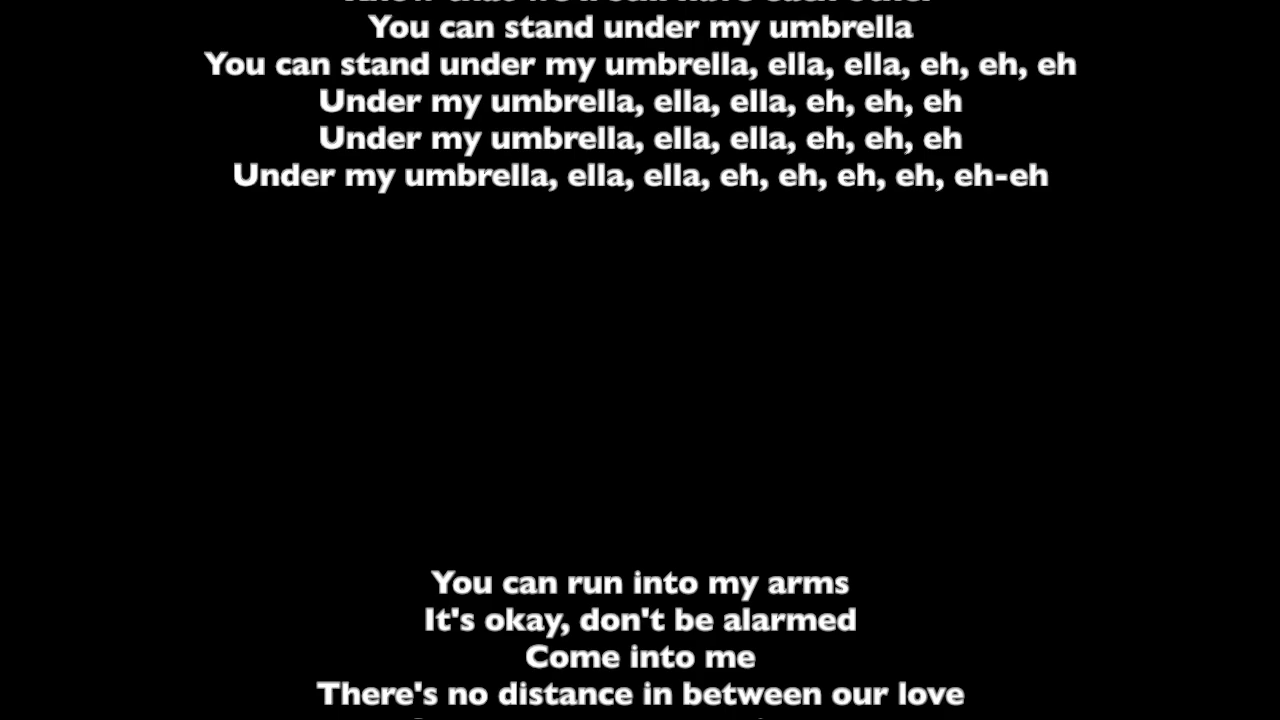 You can stand under my umbrella
You can stand under my umbrella, ella, ella, eh, eh, eh
Under my umbrella, ella, ella, eh, eh, eh
Under my umbrella, ella, ella, eh, eh, eh
Under my umbrella, ella, ella, eh, eh, eh, eh, eh-eh
You can run into my arms
It's okay, don't be alarmed
Come into me
There's no distance in between our love